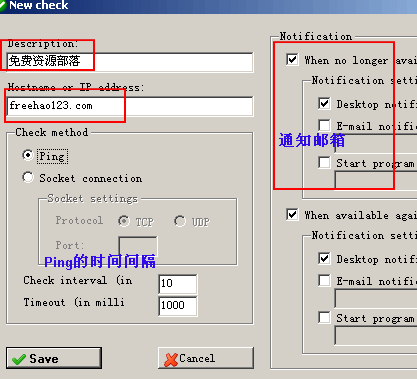 New check
Description:
免费资源部落
Hostname or IP address:
freehao123.com
Check method
Ping
Socket connection
Socket settings
Protocol TCP UDP
Port:
Ping的时间间隔
Check interval (in 10
Timeout (in milli 1000
Save Cancel
Notification
When no longer avai
Notification setti
Desktop notif
E-mail notific
通知邮箱
Start program
When available agai
Notification setti
Desktop notif
E-mail notific
Start program